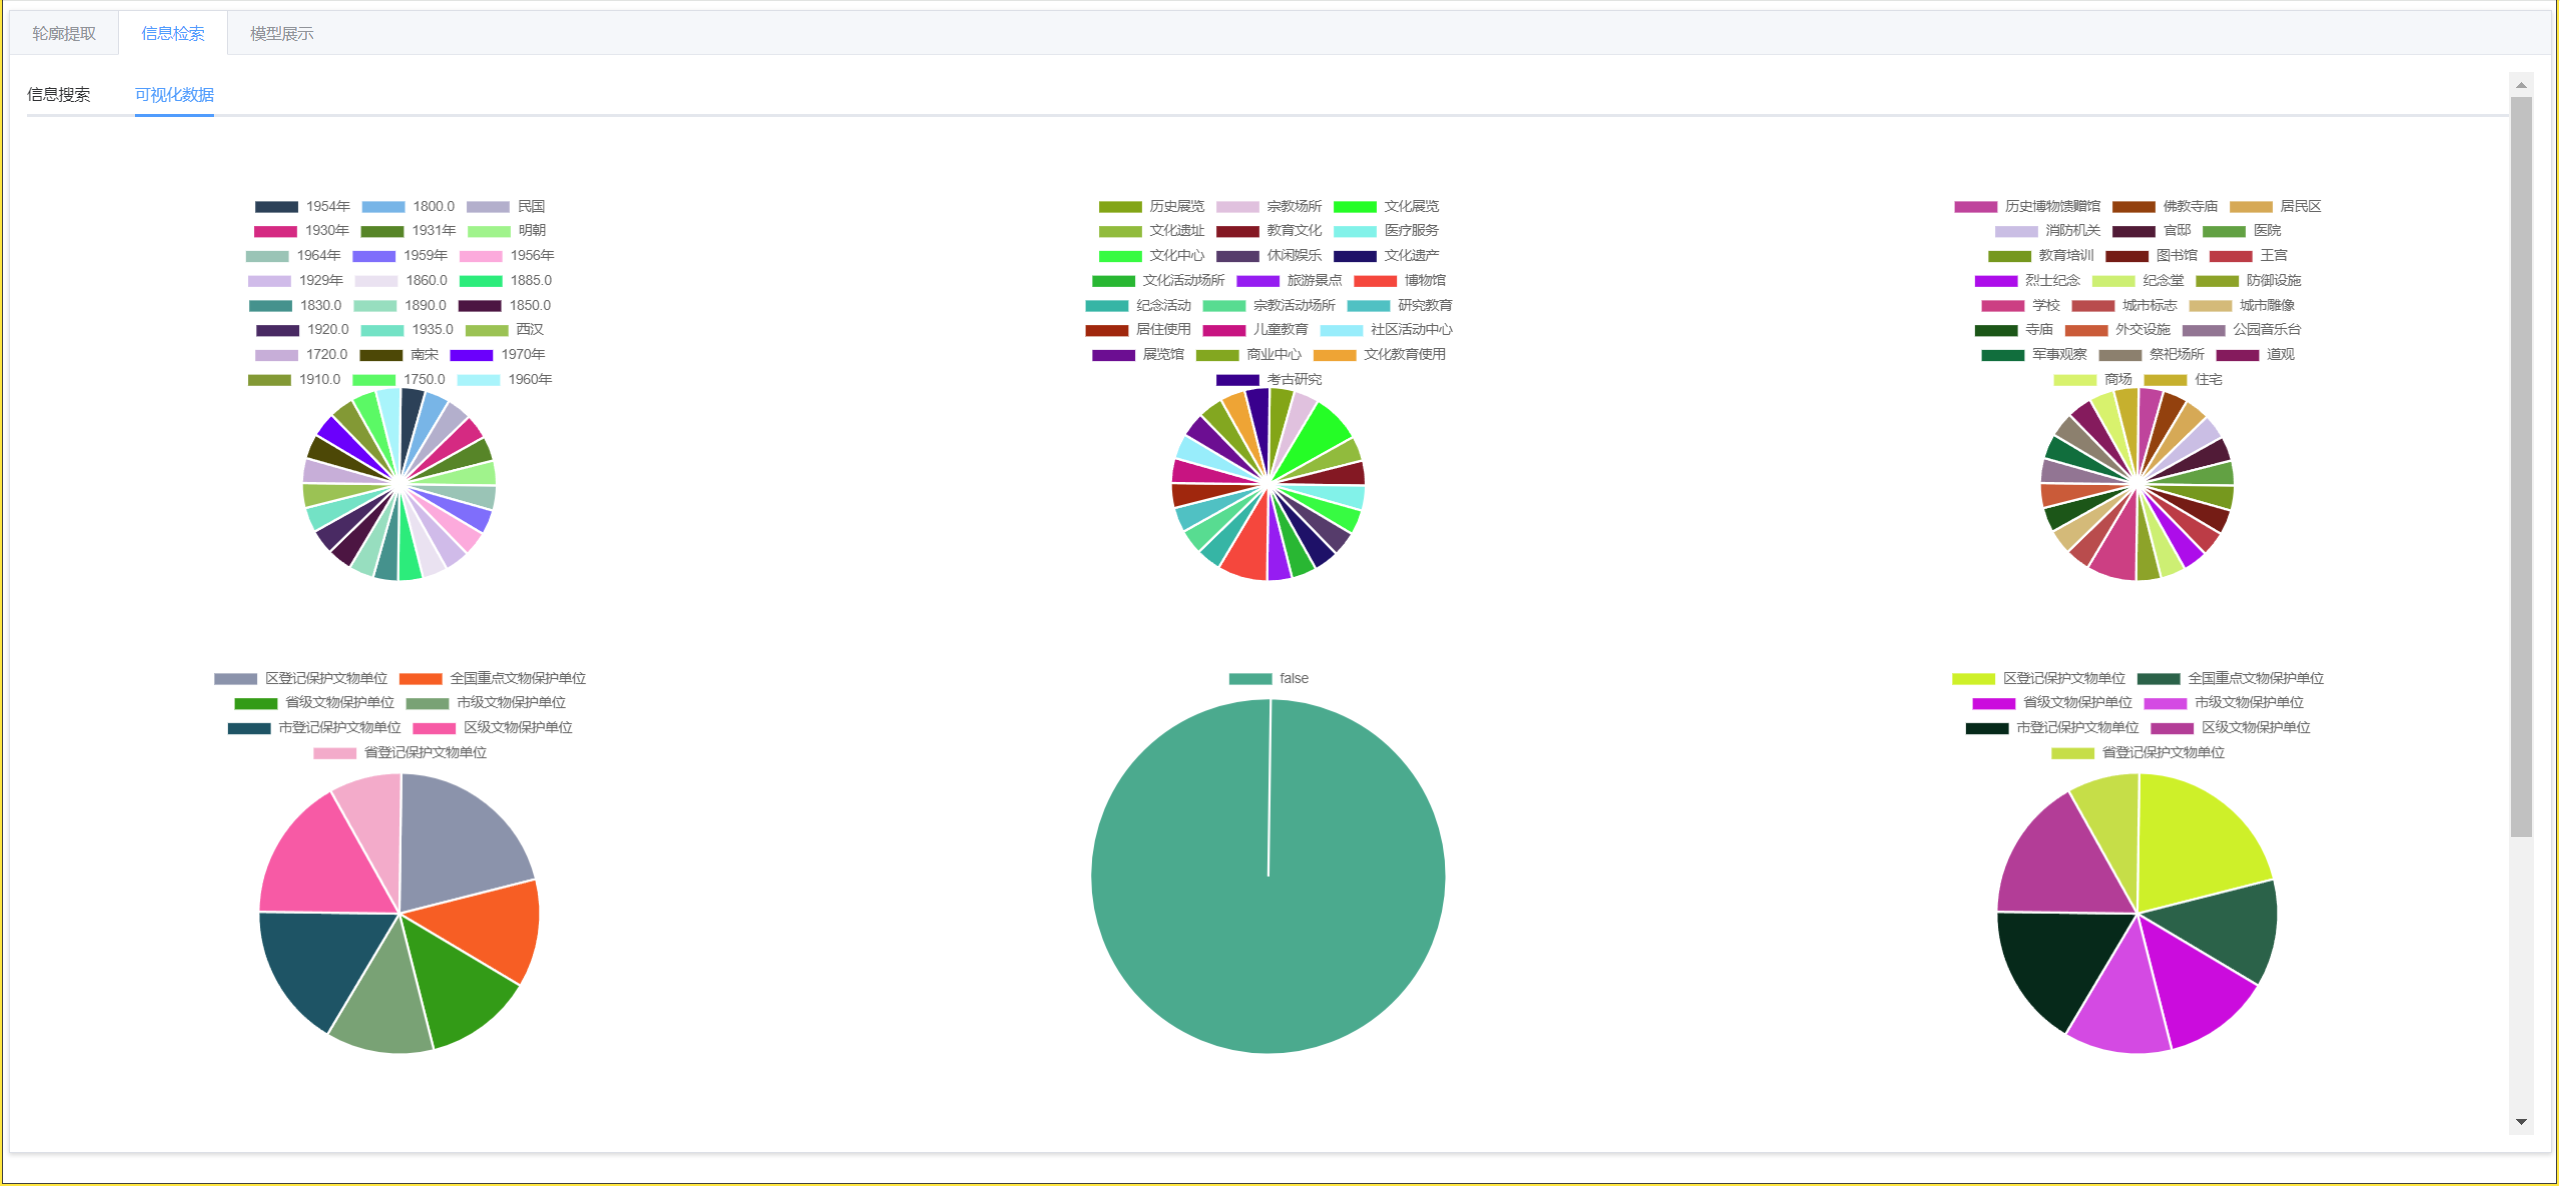 轮廓提取 信息检索 模型展示
信息搜索 可视化数据
1954年 1800.0 民国
1930年 1931年 明朝
1964年 1959年 1956年
1929年 1860.0 1885.0
1830.0 1890.0 1850.0
1920.0 1935.0 西汉
1720.0 南宋 1970年
1910.0 1750.0 1960年
历史展览 宗教场所 文化展览
文化遗址 教育文化 医疗服务
文化中心 休闲娱乐 文化遗产
文化活动场所 旅游景点 博物馆
纪念活动 宗教活动场所 研究教育
居住使用 儿童教育 社区活动中心
展览馆 商业中心 文化教育使用
考古研究
历史博物馈赠馆 佛教寺庙 居民区
消防机关 官邸 医院
教育培训 图书馆 王宫
烈士纪念 纪念堂 防御设施
学校 城市标志 城市雕像
寺庙 外交设施 公园音乐台
军事观察 祭祀场所 道观
商场 住宅
区登记保护文物单位 全国重点文物保护单位
省级文物保护单位 市级文物保护单位
市登记保护文物单位 区级文物保护单位
省登记保护文物单位
false
区登记保护文物单位 全国重点文物保护单位
省级文物保护单位 市级文物保护单位
市登记保护文物单位 区级文物保护单位
省登记保护文物单位